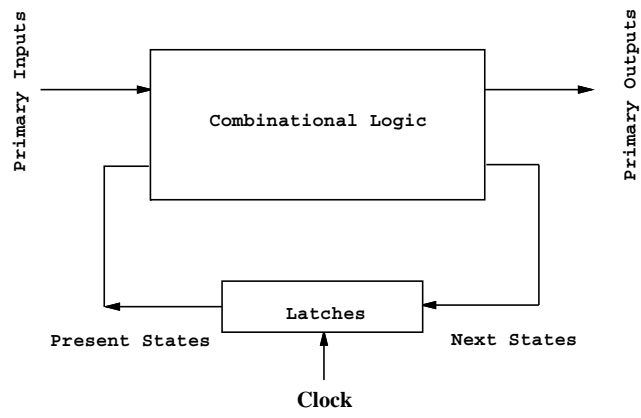 Primary Inputs
Combinational Logic
Primary Outputs
Latches
Present States
Next States
Clock